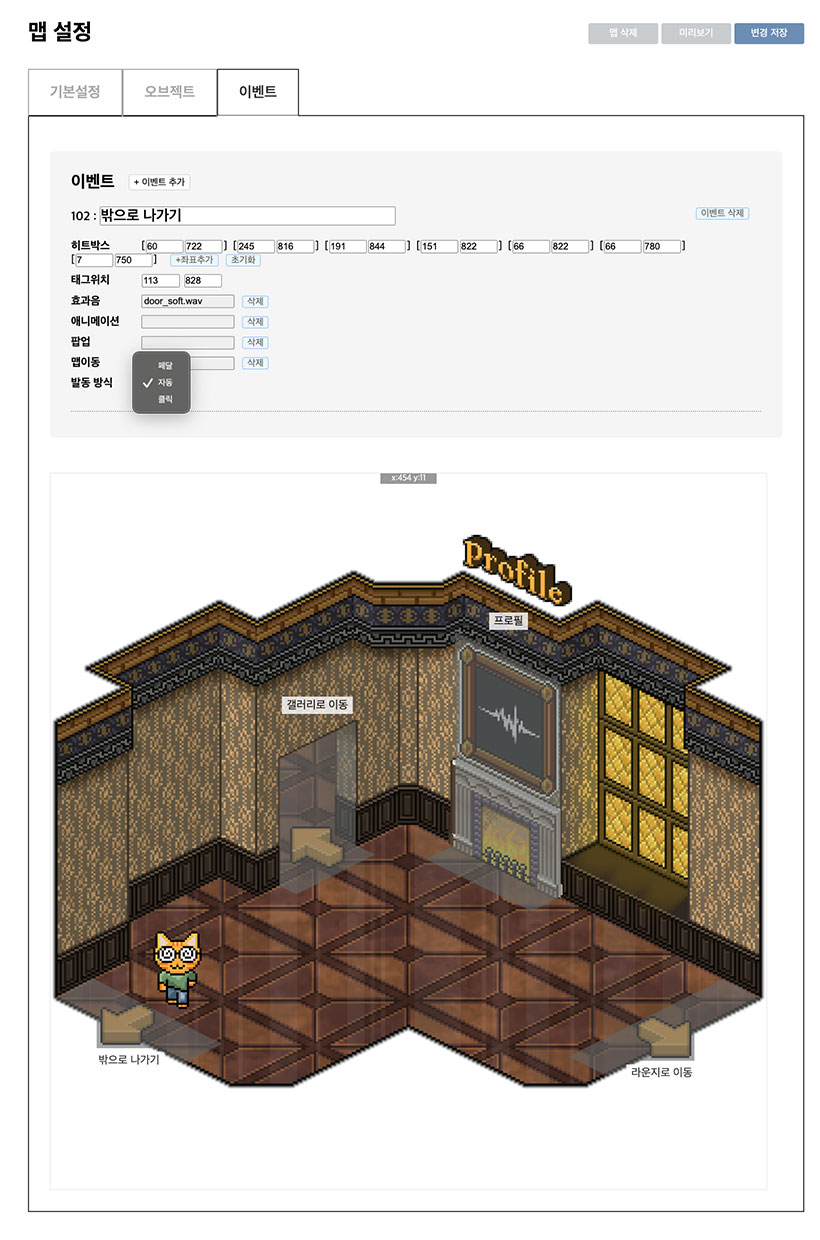 맵 설정
맵 삭제 미리보기 변경 저장
기본설정 오브젝트 이벤트
이벤트 + 이벤트 추가
102 : 밖으로 나가기 이벤트 삭제
히트박스 [60 722] [245 816] [191 844] [151 822] [66 822] [66 780]
[7 750] +좌표추가 초기화
태그위치 113 828
효과음 door_soft.wav 삭제
애니메이션 삭제
팝업 삭제
맵이동 삭제
발동 방식
페달
✓ 자동
클릭
x:454 y:11
Profile
프로필
갤러리로 이동
밖으로 나가기
라운지로 이동